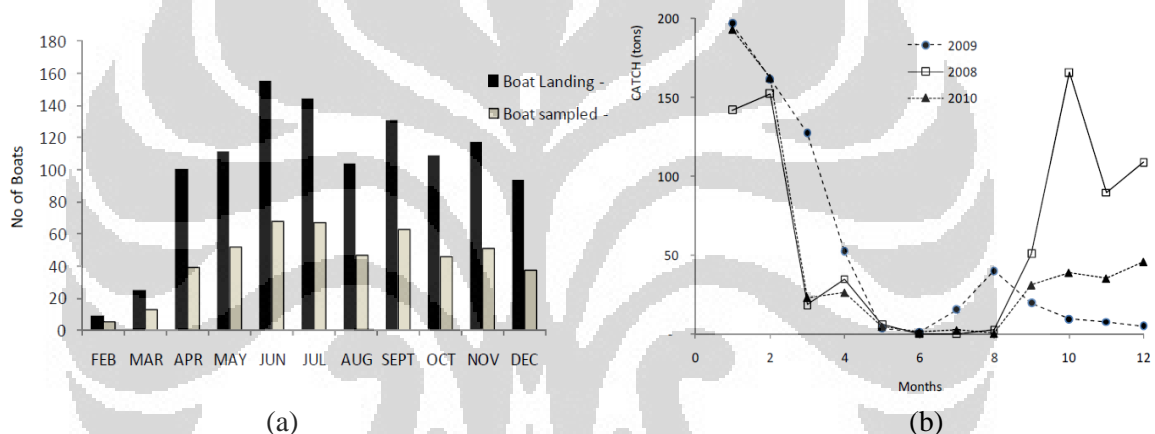 180
160
140
120
100
80
60
40
20
0
No of Boats
Boat Landing -
Boat sampled -
FEB MAR APR MAY JUN JUL AUG SEPT OCT NOV DEC
(a)
200
150
100
50
-
CATCH (tons)
2009
2008
2010
0 2 4 6 8 10 12
Months
(b)